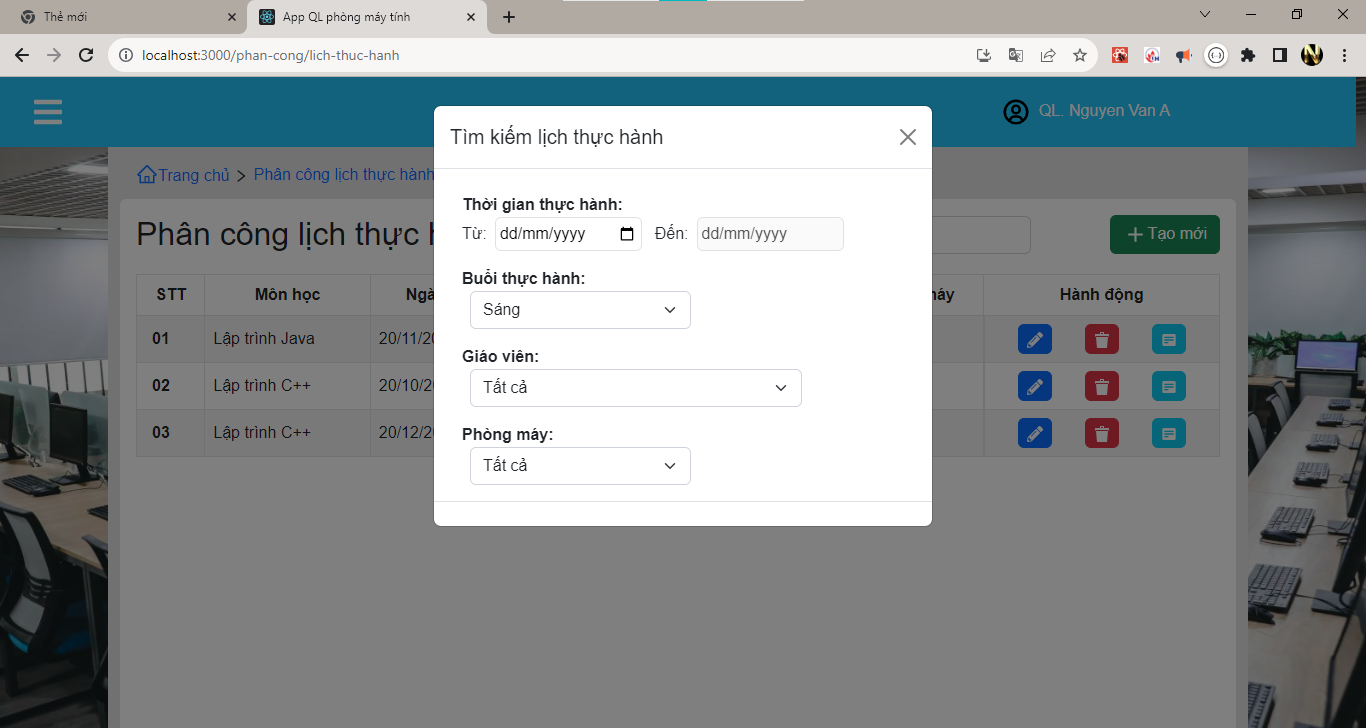 Thẻ mới
App QL phòng máy tính
localhost:3000/phan-cong/lich-thuc-hanh
QL. Nguyen Van A
Trang chủ > Phân công lịch thực hành
Phân công lịch thực h
Tạo mới
STT Môn học Ngà náy Hành động
01 Lập trình Java 20/11/20
02 Lập trình C++ 20/10/20
03 Lập trình C++ 20/12/20
Tìm kiếm lịch thực hành
Thời gian thực hành:
Từ: dd/mm/yyyy Đến: dd/mm/yyyy
Buổi thực hành:
Sáng
Giáo viên:
Tất cả
Phòng máy:
Tất cả